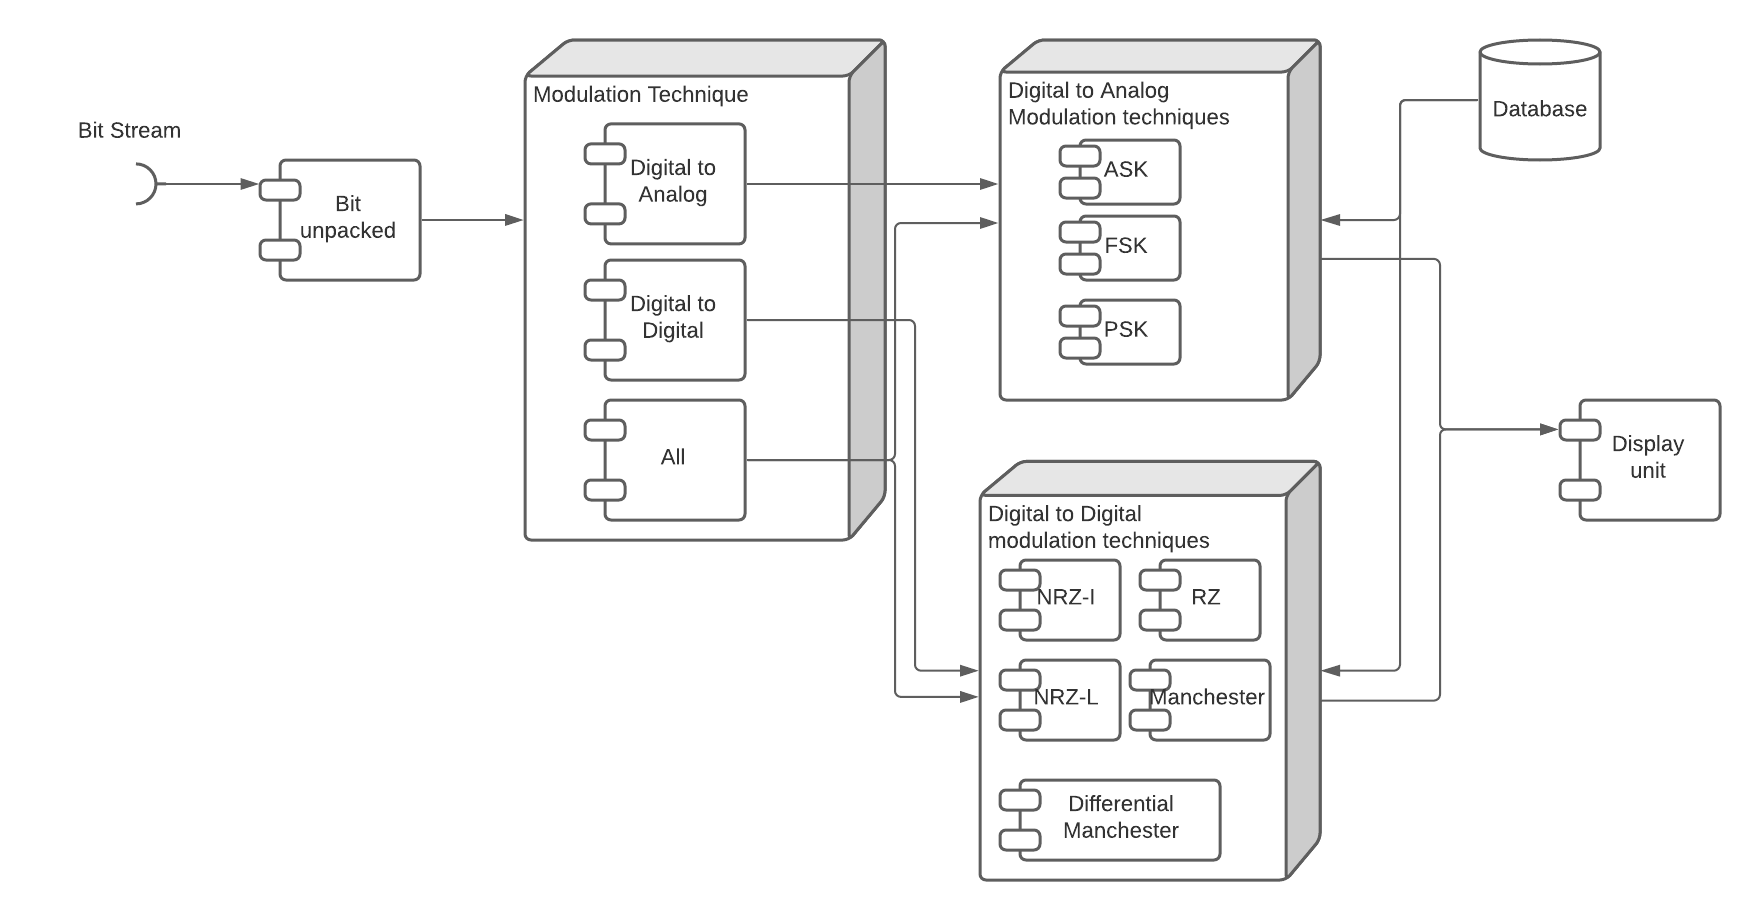 Bit Stream
Bit
unpacked
Modulation Technique
Digital to
Analog
Digital to
Digital
All
Digital to Analog
Modulation techniques
ASK
FSK
PSK
Database
Digital to Digital
modulation techniques
NRZ-I
RZ
NRZ-L
Manchester
Differential
Manchester
Display
unit